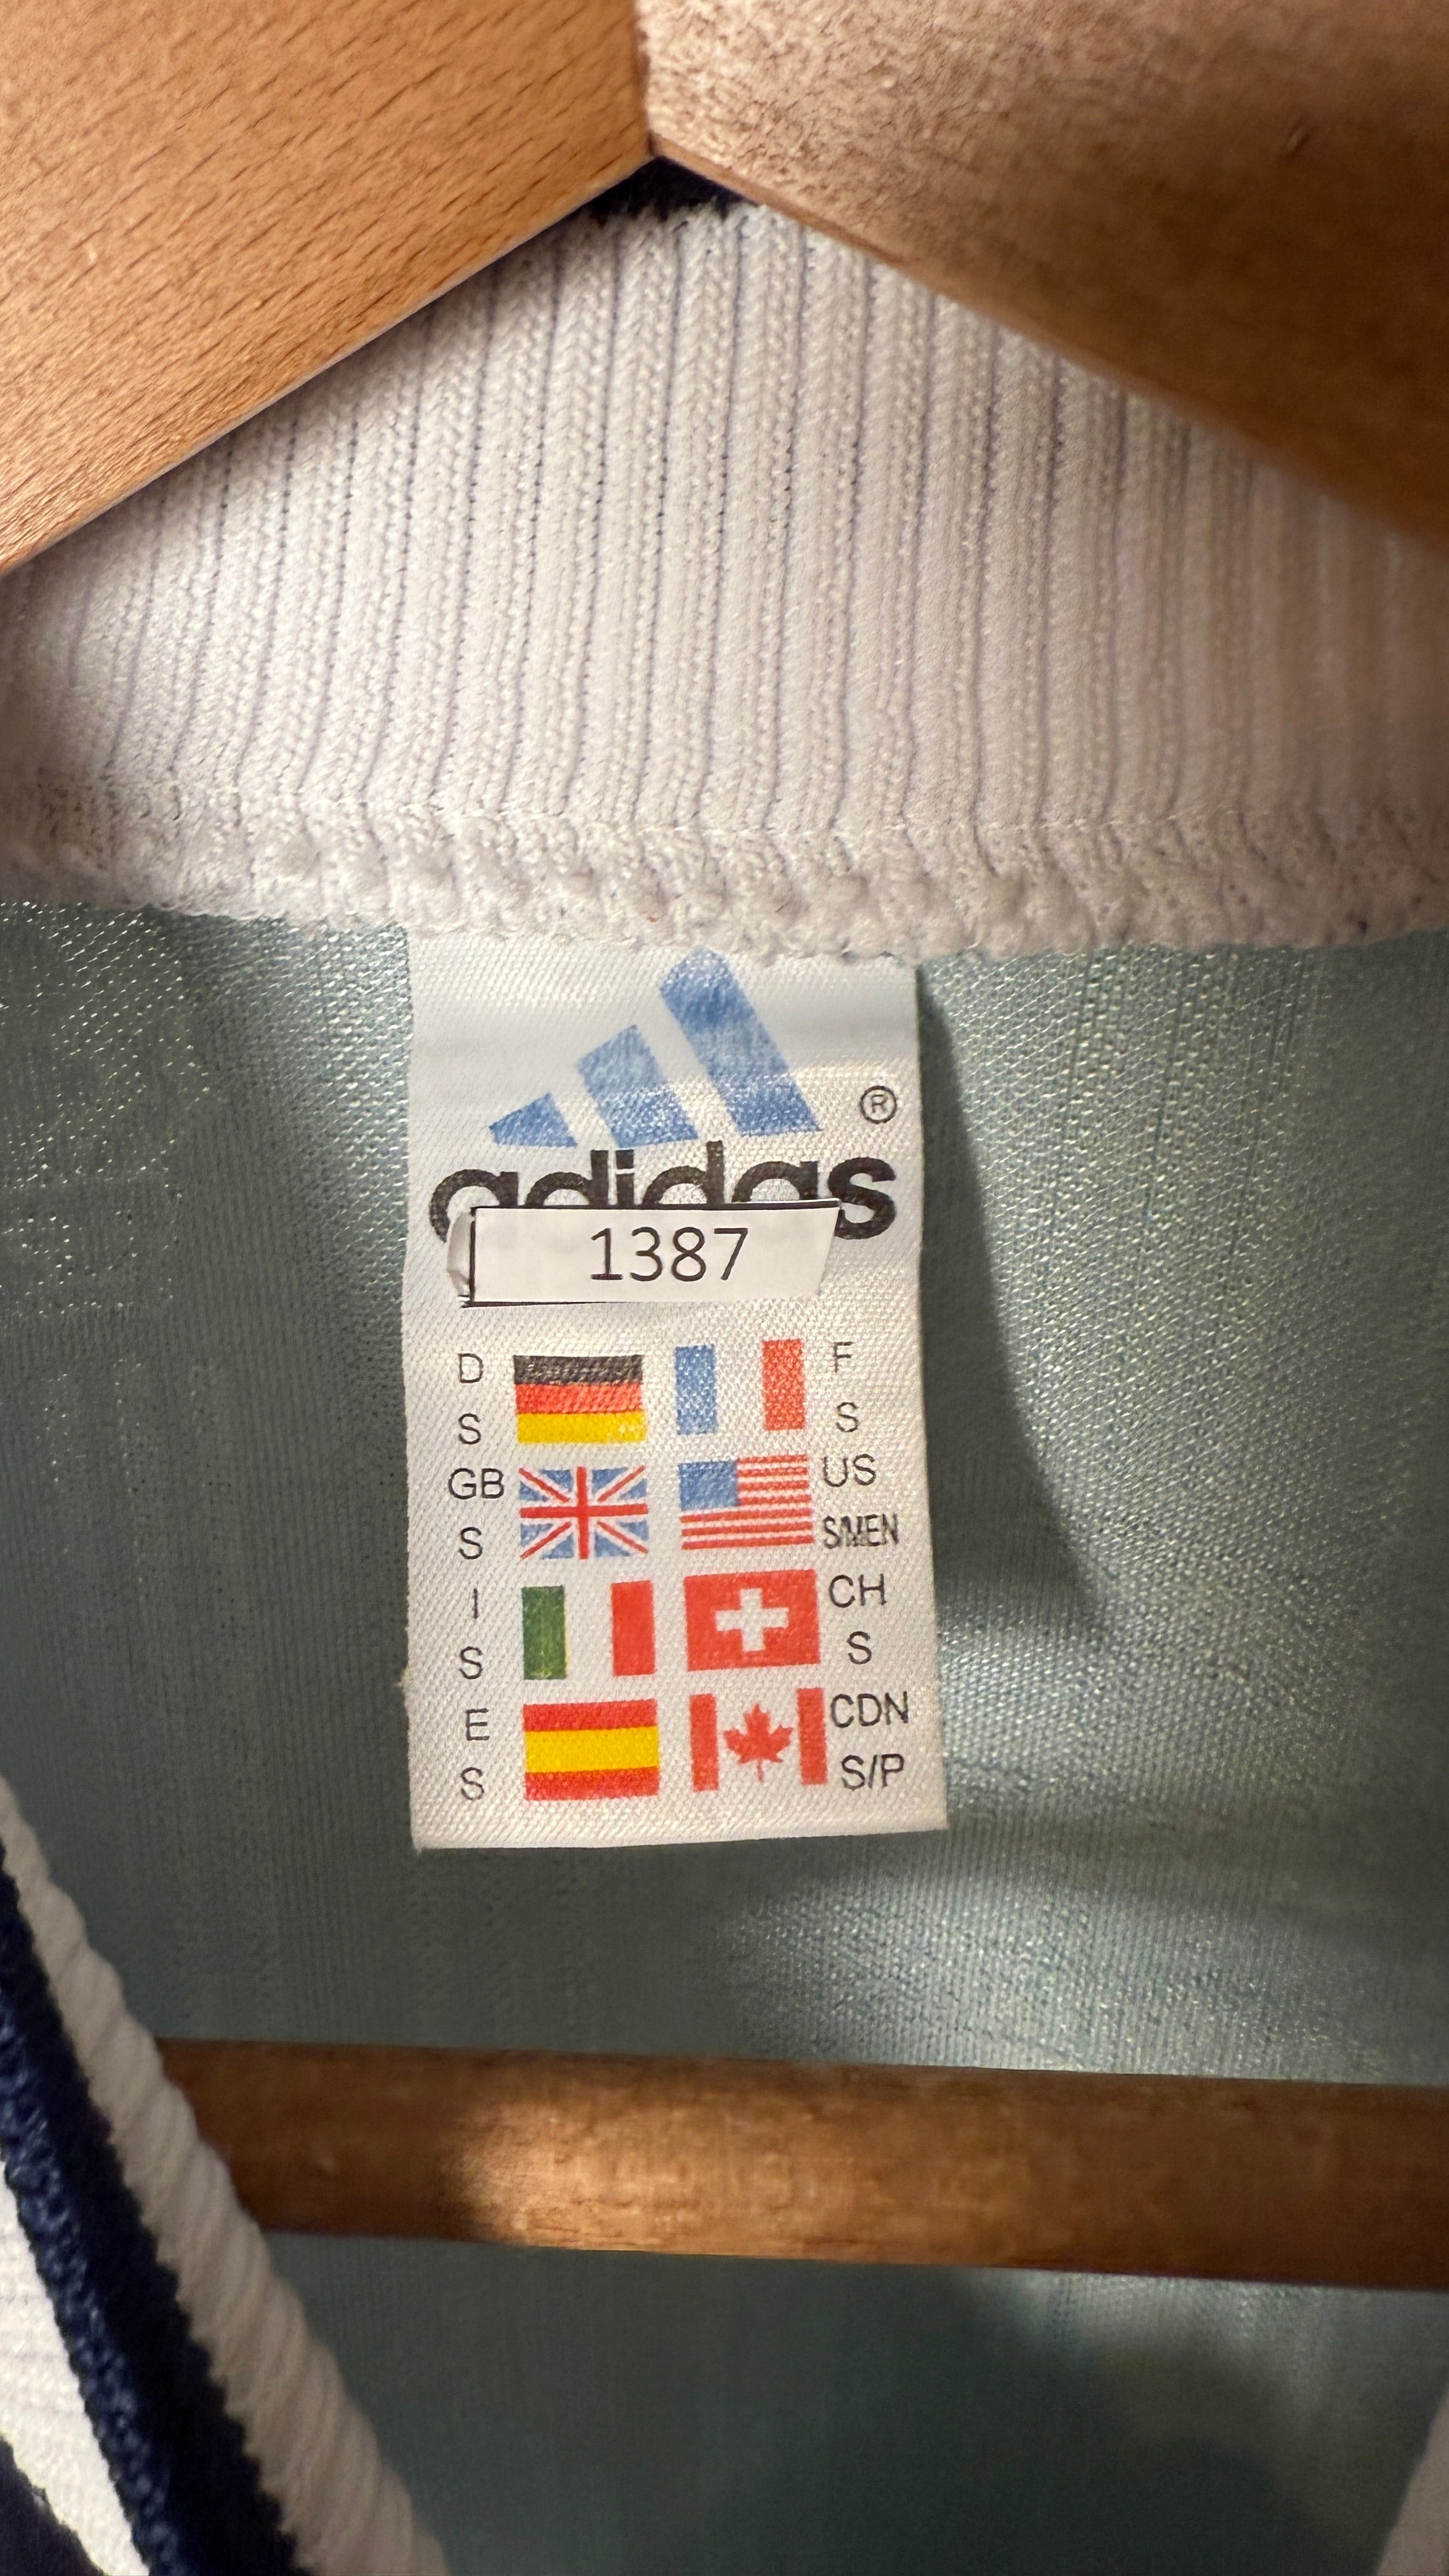 ®
adidas
1387
D F
S S
GB US
S S/MEN
I CH
S S
E CDN
S S/P